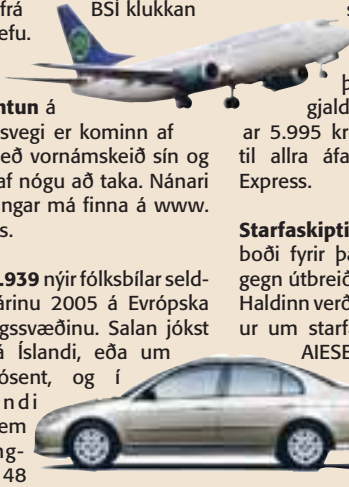 frá BSÍ klukkan
efu.
ntun á
svegi er kominn af
eð vornámskeið sín og
af nógu að taka. Nánari
ngar má finna á www.
s.
.939 nýir fólksbílar seld-
árinu 2005 á Evrópska
gssvæðinu. Salan jókst
á Íslandi, eða um
ósent, og í
ndi
em
ng-
48
gjald
ar 5.995 kr
til allra áfa
Express.
Starfaskipti
boði fyrir þa
gegn útbreið
Haldinn verð
ur um starfa
AIESE